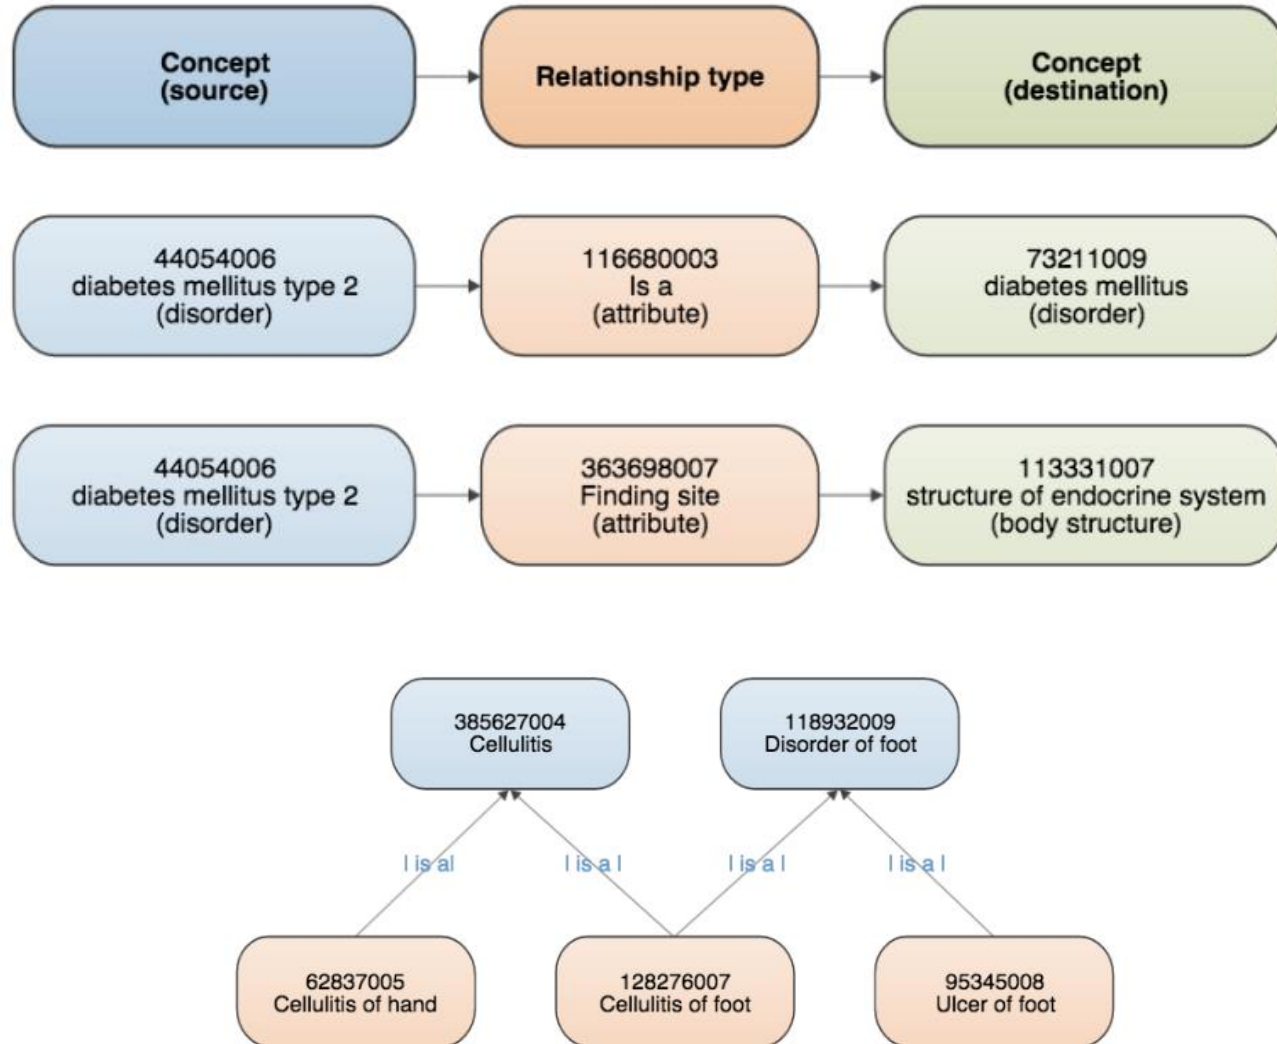 Concept
(source)
Relationship type
Concept
(destination)
44054006
diabetes mellitus type 2
(disorder)
116680003
Is a
(attribute)
73211009
diabetes mellitus
(disorder)
44054006
diabetes mellitus type 2
(disorder)
363698007
Finding site
(attribute)
113331007
structure of endocrine system
(body structure)
385627004
Cellulitis
118932009
Disorder of foot
| is a|
| is a |
| is a |
| is a |
62837005
Cellulitis of hand
128276007
Cellulitis of foot
95345008
Ulcer of foot